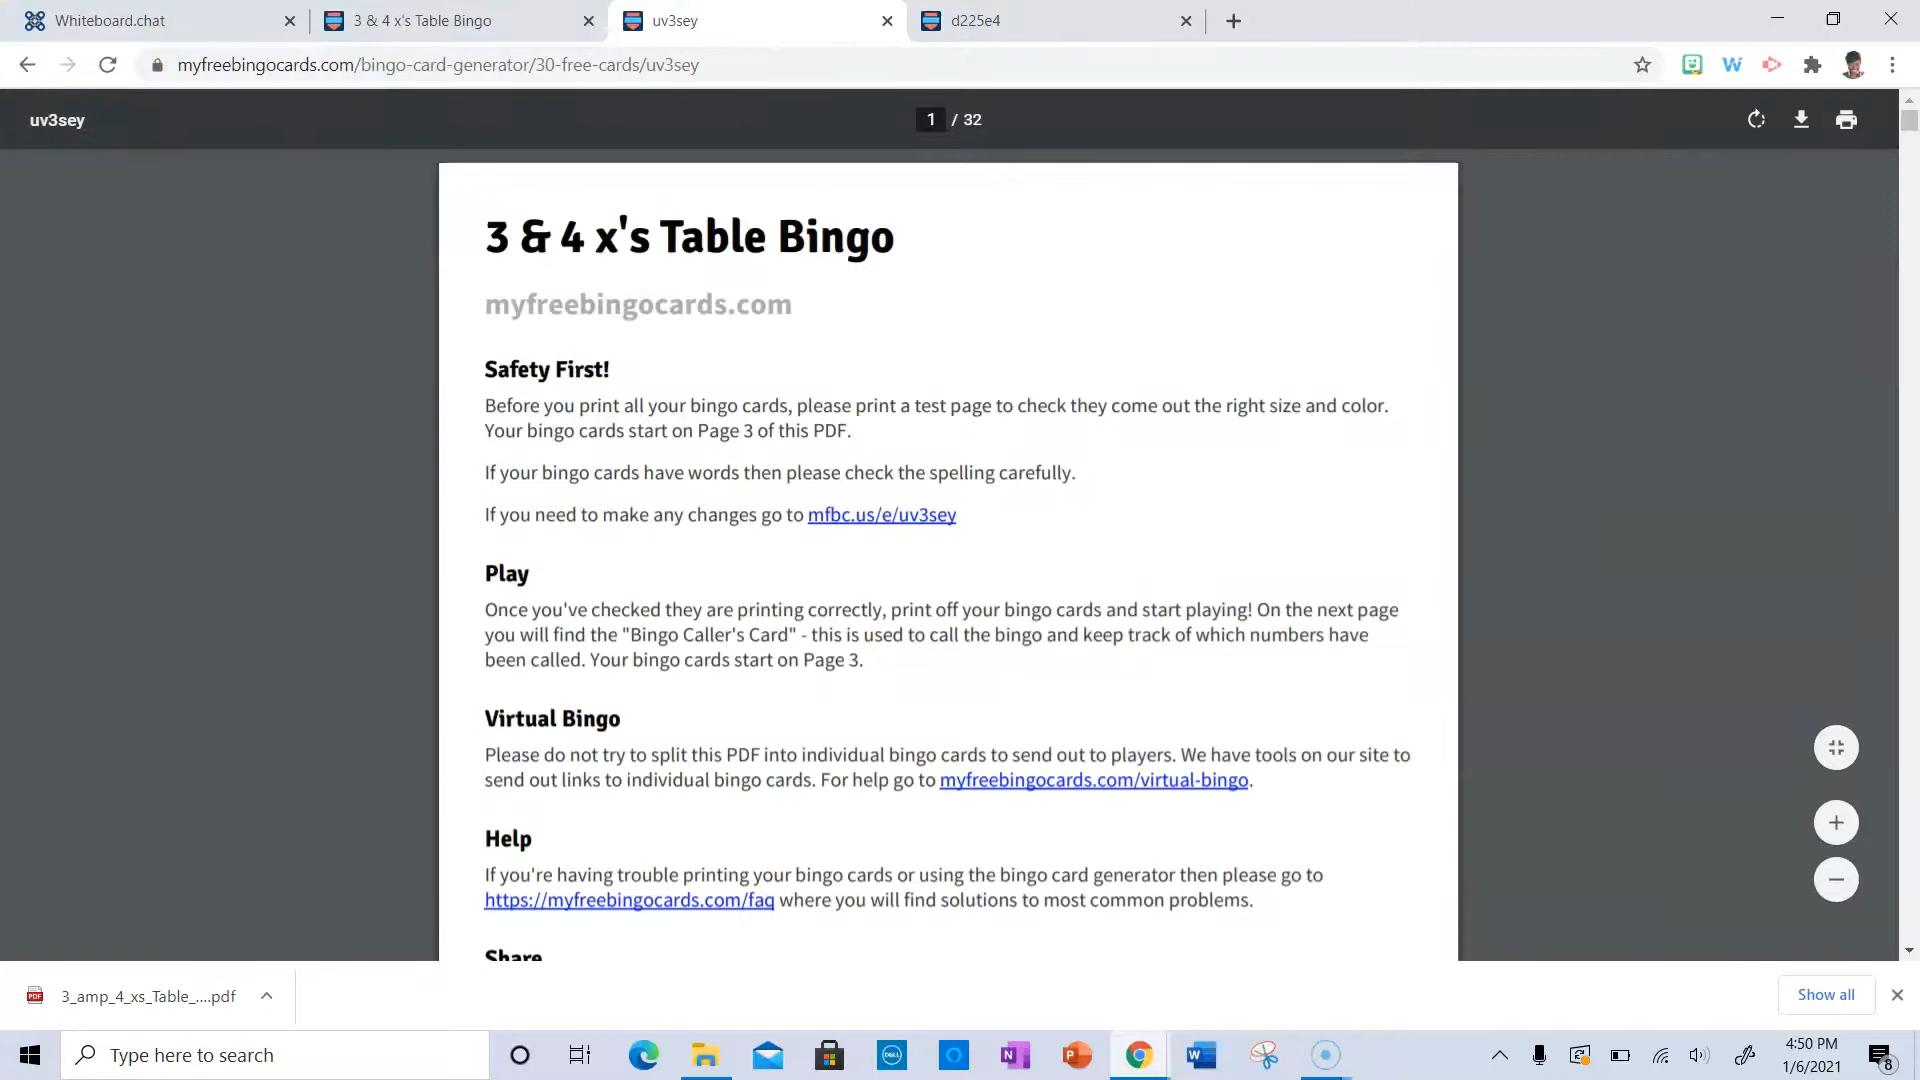 Whiteboard.chat
3 & 4 x's Table Bingo
uv3sey
d225e4
myfreebingocards.com/bingo-card-generator/30-free-cards/uv3sey
uv3sey
1 / 32
3 & 4 x's Table Bingo
myfreebingocards.com
Safety First!
Before you print all your bingo cards, please print a test page to check they come out the right size and color.
Your bingo cards start on Page 3 of this PDF.
If your bingo cards have words then please check the spelling carefully.
If you need to make any changes go to mfbc.us/e/uv3sey
Play
Once you've checked they are printing correctly, print off your bingo cards and start playing! On the next page
you will find the "Bingo Caller's Card" - this is used to call the bingo and keep track of which numbers have
been called. Your bingo cards start on Page 3.
Virtual Bingo
Please do not try to split this PDF into individual bingo cards to send out to players. We have tools on our site to
send out links to individual bingo cards. For help go to myfreebingocards.com/virtual-bingo.
Help
If you're having trouble printing your bingo cards or using the bingo card generator then please go to
https://myfreebingocards.com/faq where you will find solutions to most common problems.
Share
3_amp_4_xs_Table_....pdf
Show all
Type here to search
4:50 PM
1/6/2021
8